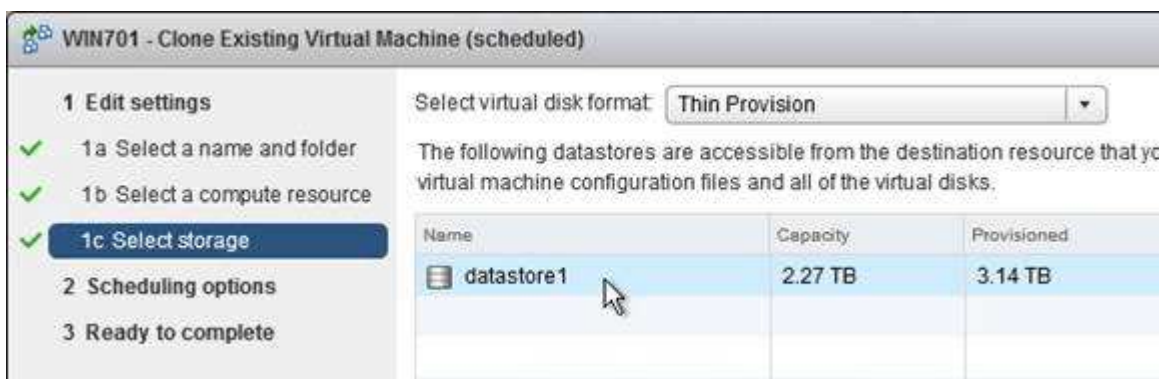 WIN701 - Clone Existing Virtual Machine (scheduled)
1 Edit settings
1a Select a name and folder
1b Select a compute resource
1c Select storage
2 Scheduling options
3 Ready to complete
Select virtual disk format: Thin Provision
The following datastores are accessible from the destination resource that
virtual machine configuration files and all of the virtual disks.
Name Capacity Provisioned
datastore1 2.27 TB 3.14 TB